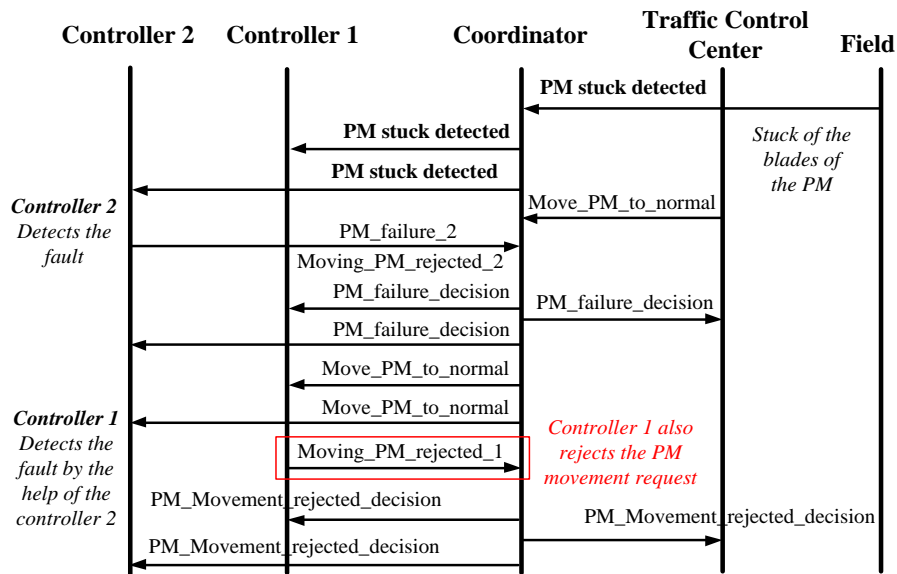 Controller 2
Controller 1
Coordinator
Traffic Control
Center
Field
PM stuck detected
PM stuck detected
Stuck of the
blades of
the PM
PM stuck detected
Controller 2
Detects the
fault
Move_PM_to_normal
PM_failure_2
Moving_PM_rejected_2
PM_failure_decision
PM_failure_decision
PM_failure_decision
Move_PM_to_normal
Move_PM_to_normal
Controller 1
Detects the
fault by the
help of the
controller 2
Moving_PM_rejected_1
Controller 1 also
rejects the PM
movement request
PM_Movement_rejected_decision
PM_Movement_rejected_decision
PM_Movement_rejected_decision